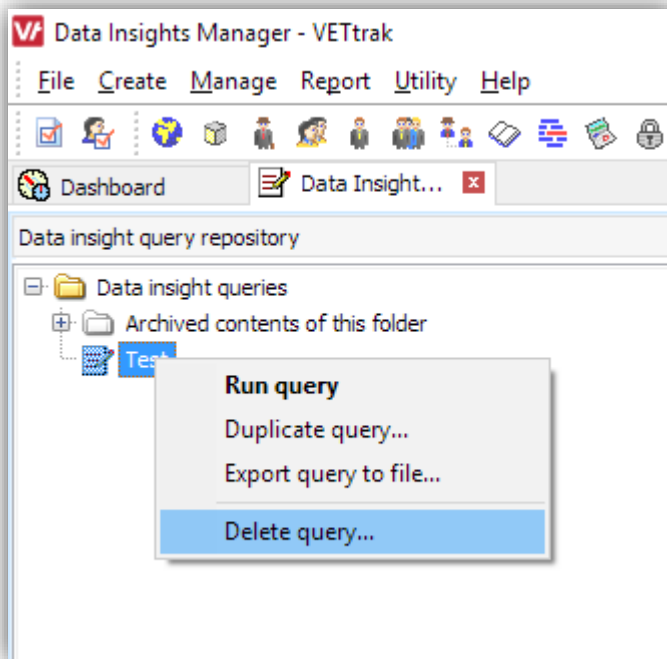 Data Insights Manager - VETtrak
File Create Manage Report Utility Help
Dashboard Data Insight...
Data insight query repository
Data insight queries
Archived contents of this folder
Test
Run query
Duplicate query...
Export query to file...
Delete query...